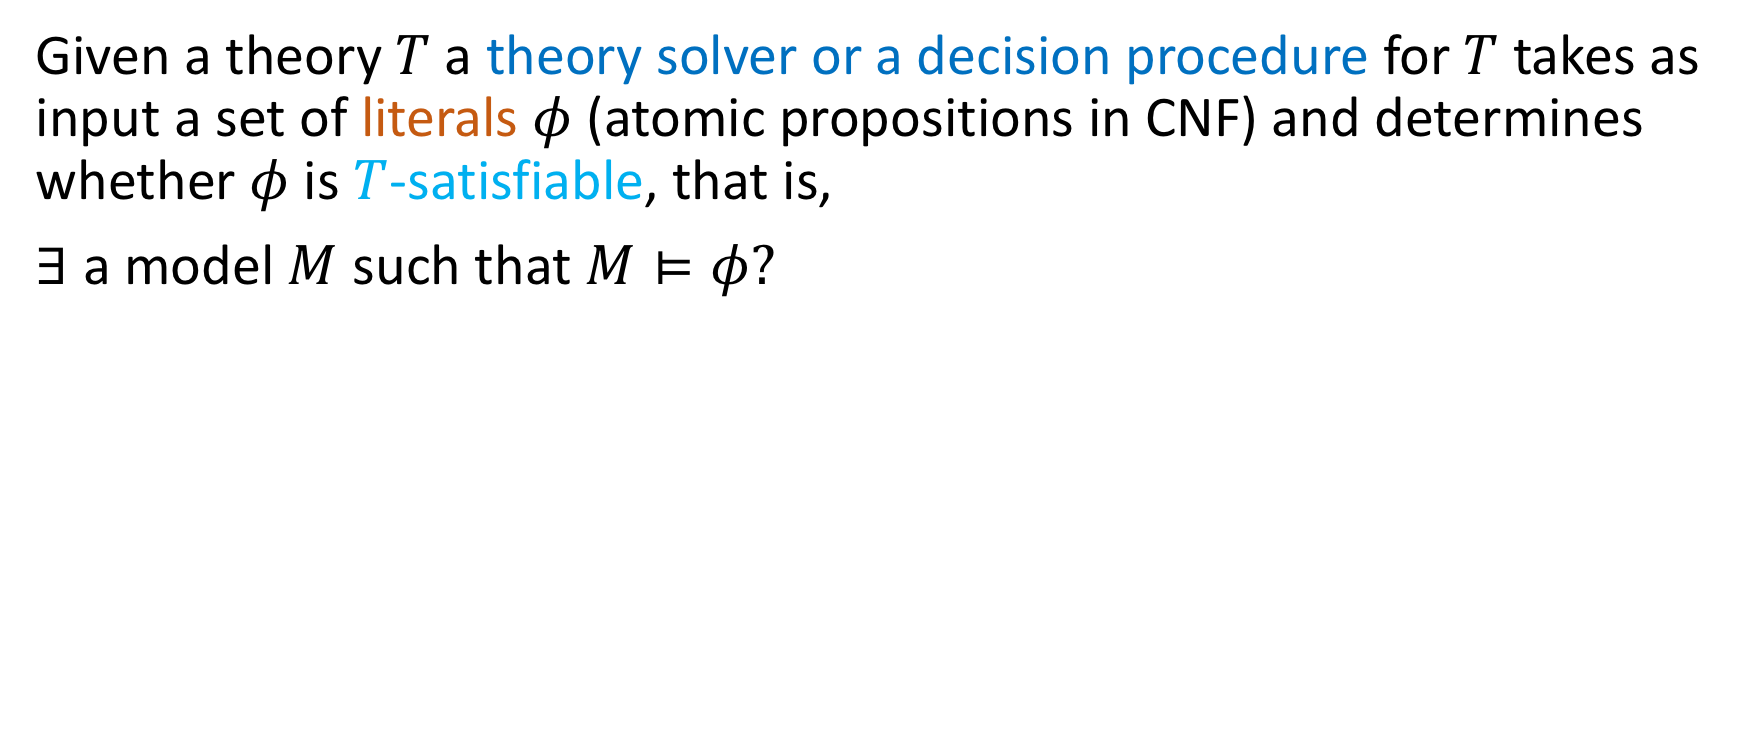 Given a theory 𝑇 a theory solver or a decision procedure for 𝑇 takes as
input a set of literals 𝜙 (atomic propositions in CNF) and determines
whether 𝜙 is 𝑇-satisfiable, that is,
∃ a model 𝑀 such that 𝑀 ⊨ 𝜙?